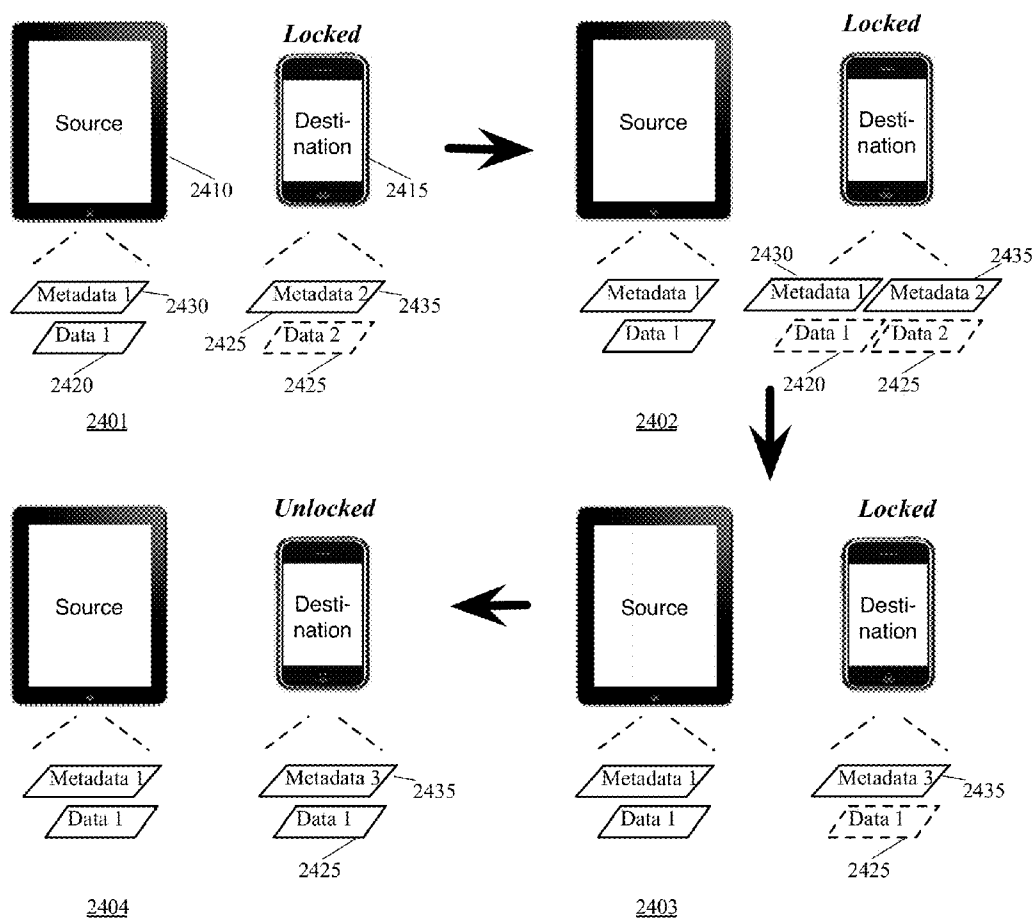 Locked
Locked
Source
Desti-
nation
Source
Desti-
nation
2410
2415
2430
2435
Metadata 1
2430
Metadata 2
2435
Metadata 1
Metadata 1
Metadata 2
2425
Data 1
Data 2
Data 1
Data 1
Data 2
2420
2425
2420
2425
2401
2402
Unlocked
Locked
Source
Desti-
nation
Source
Desti-
nation
Metadata 1
Metadata 3
2435
Metadata 1
Metadata 3
2435
Data 1
Data 1
Data 1
Data 1
2425
2425
2404
2403